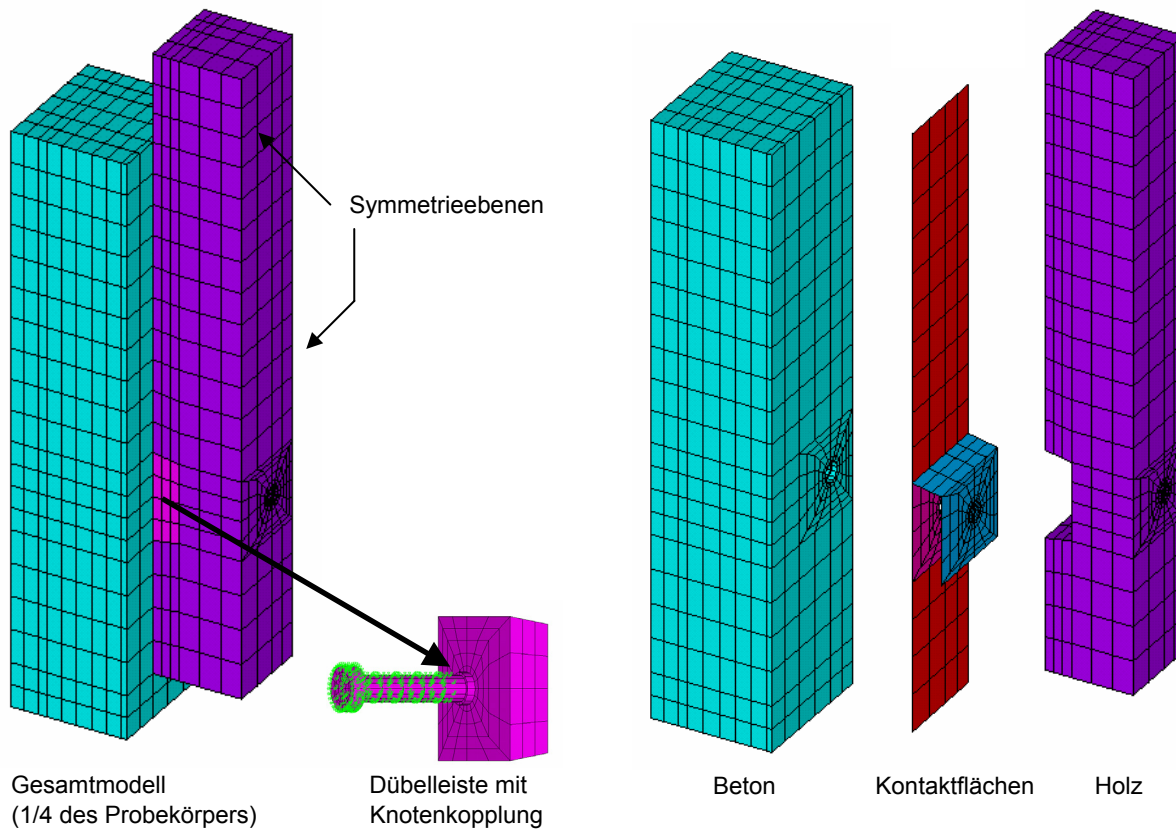 Symmetrieebenen
Gesamtmodell
(1/4 des Probekörpers)
Dübelleiste mit
Knotenkopplung
Beton
Kontaktflächen
Holz